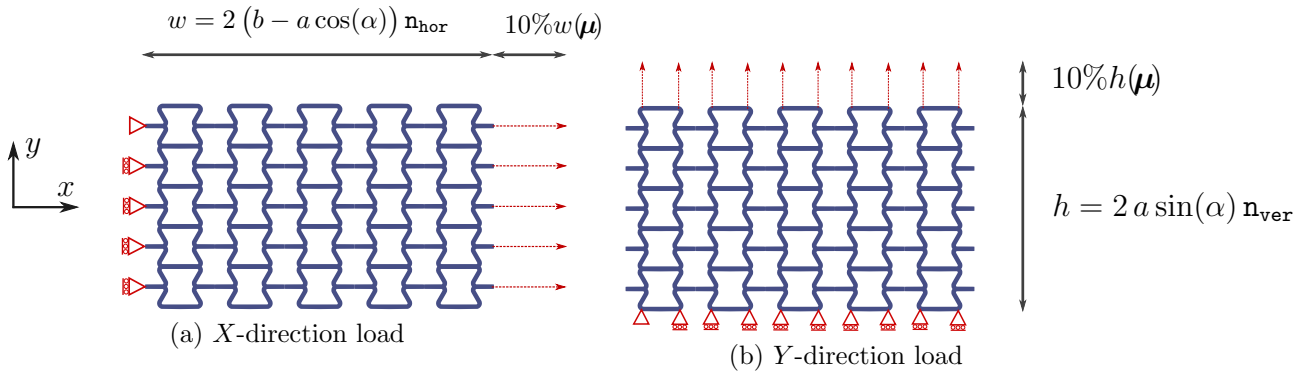 w = 2 (b − a cos(α)) n_hor
10%w(μ)
y
x
(a) X-direction load
10%h(μ)
h = 2 a sin(α) n_ver
(b) Y-direction load